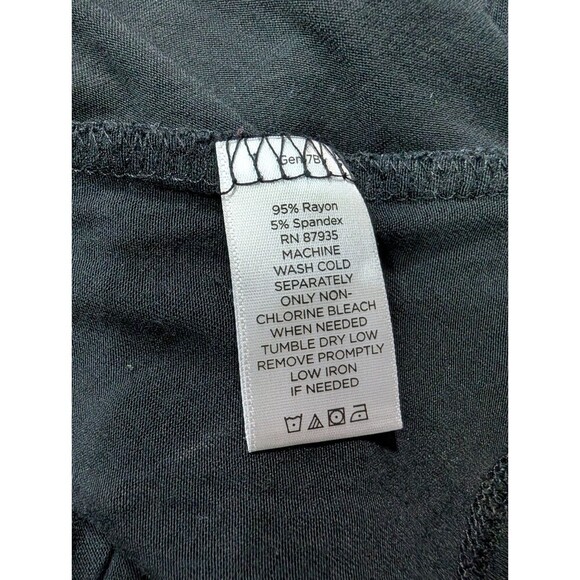 95% Rayon
5% Spandex
RN 87935
MACHINE
WASH COLD
SEPARATELY
ONLY NON-
CHLORINE BLEACH
WHEN NEEDED
TUMBLE DRY LOW
REMOVE PROMPTLY
LOW IRON
IF NEEDED